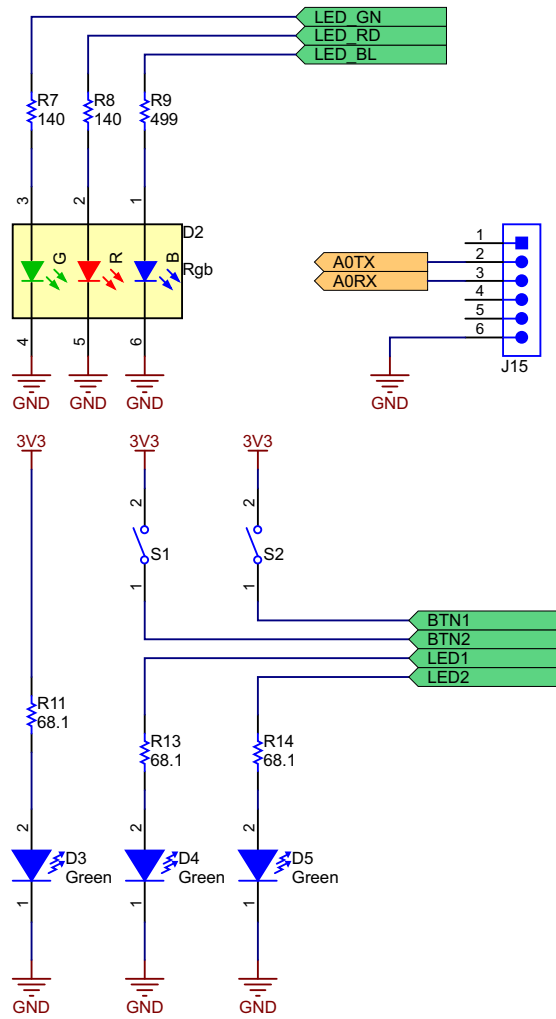 LED_GN
LED_RD
LED_BL
R7
140
R8
140
R9
499
3
2
1
D2
G
R
B
Rgb
4
5
6
GND
GND
GND
A0TX
A0RX
1
2
3
4
5
6
J15
GND
3V3
3V3
3V3
2
2
S1
S2
1
1
BTN1
BTN2
LED1
LED2
R11
68.1
R13
68.1
R14
68.1
2
2
2
D3
Green
D4
Green
D5
Green
1
1
1
GND
GND
GND